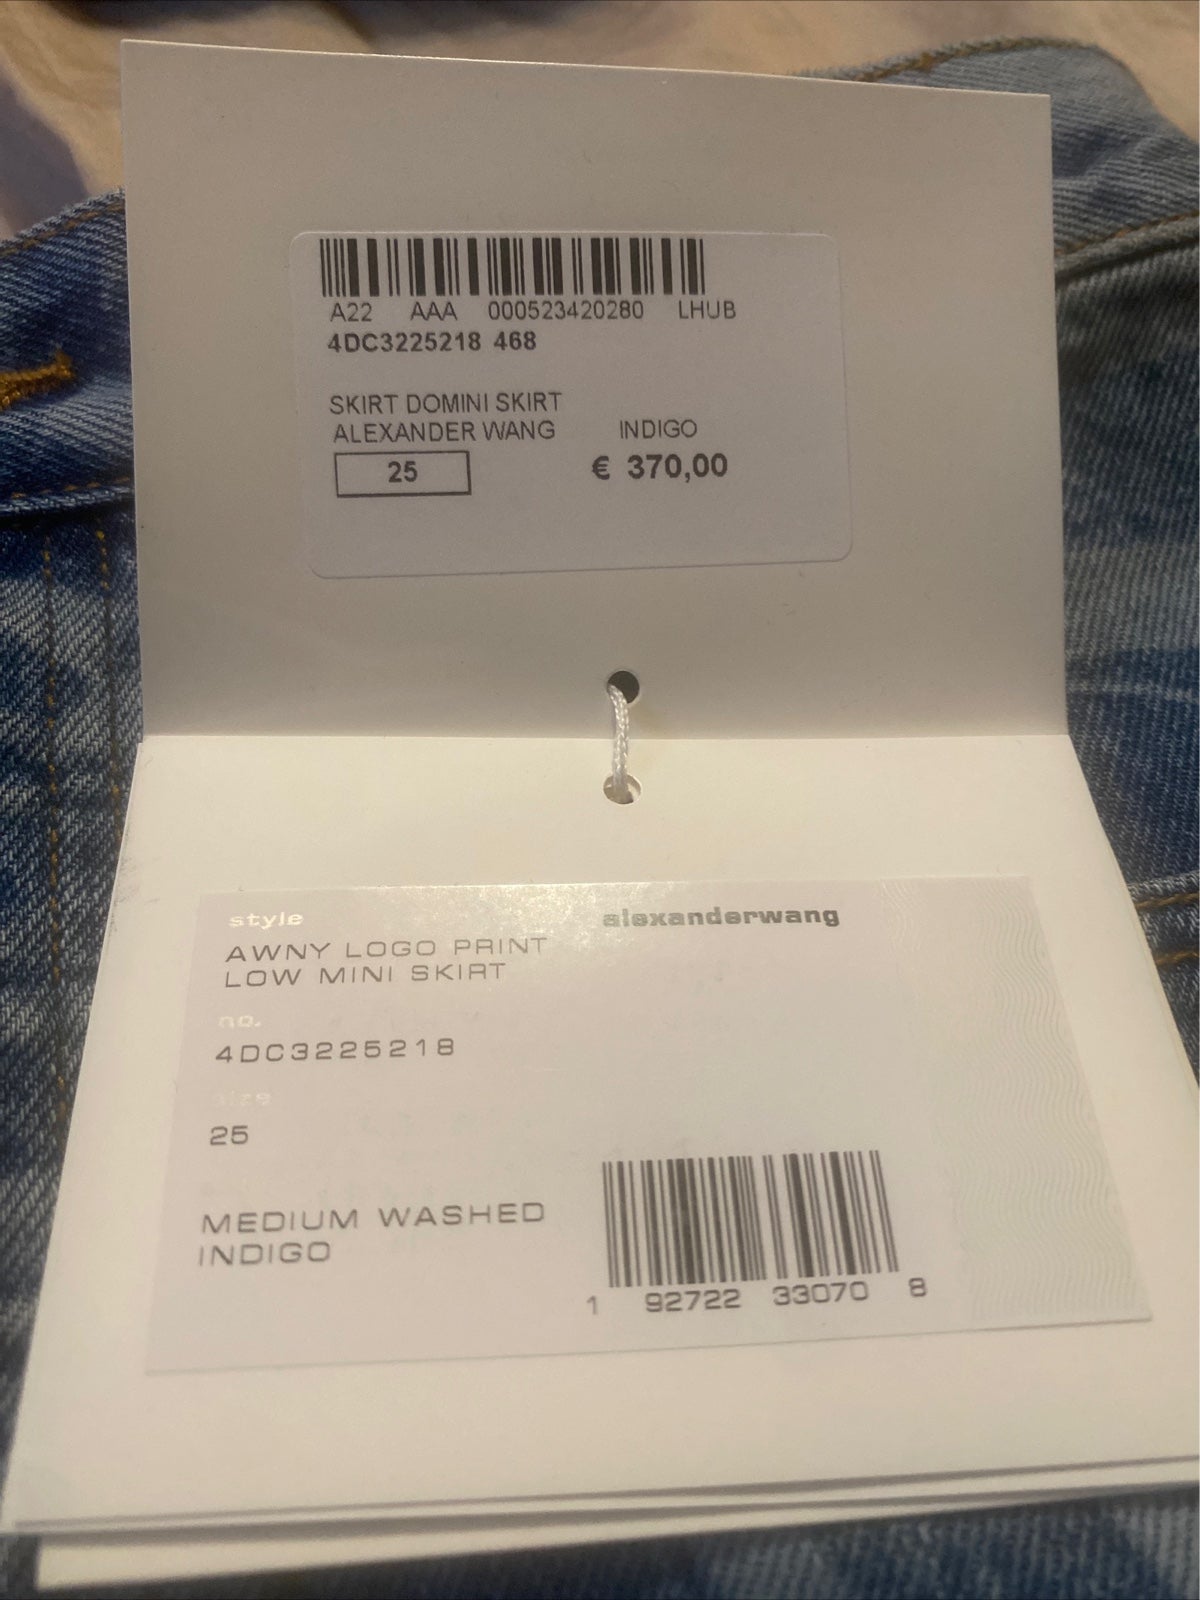 A22 AAA 000523420280 LHUB
4DC3225218 468
SKIRT DOMINI SKIRT
ALEXANDER WANG INDIGO
25 € 370,00
style alexanderwang
AWNY LOGO PRINT
LOW MINI SKIRT
no.
4DC3225218
size
25
MEDIUM WASHED
INDIGO
1 92722 33070 8